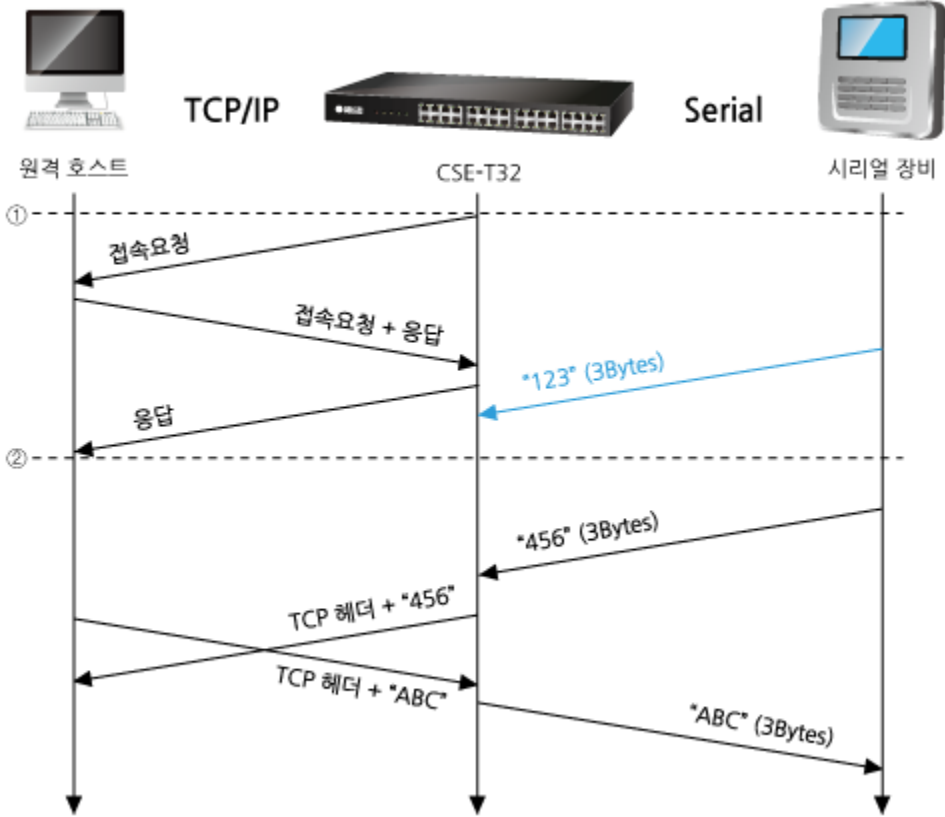 TCP/IP
Serial
원격 호스트
CSE-T32
시리얼 장비
①
접속요청
접속요청 + 응답
"123" (3Bytes)
응답
②
"456" (3Bytes)
TCP 헤더 + "456"
TCP 헤더 + "ABC"
"ABC" (3Bytes)